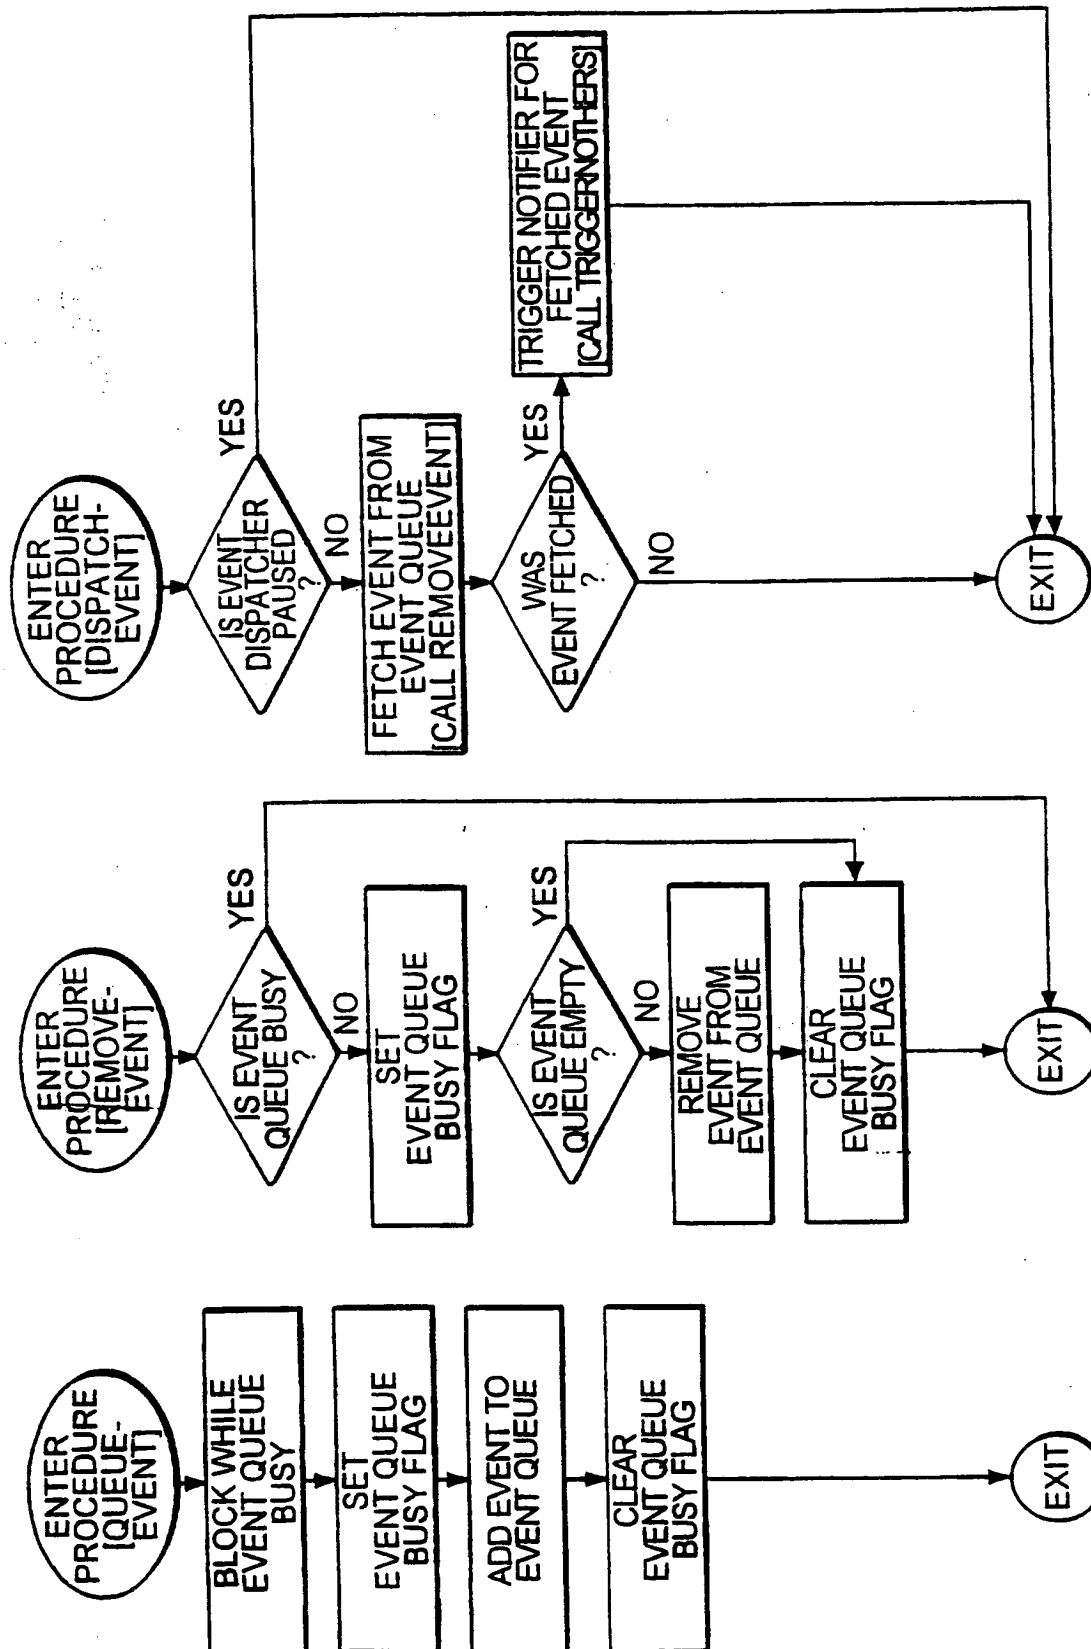 ENTER
PROCEDURE
[QUEUE-
EVENT]
BLOCK WHILE
EVENT QUEUE
BUSY
SET
EVENT QUEUE
BUSY FLAG
ADD EVENT TO
EVENT QUEUE
CLEAR
EVENT QUEUE
BUSY FLAG
EXIT
ENTER
PROCEDURE
[REMOVE-
EVENT]
IS EVENT
QUEUE BUSY
?
YES
NO
SET
EVENT QUEUE
BUSY FLAG
IS EVENT
QUEUE EMPTY
?
YES
NO
REMOVE
EVENT FROM
EVENT QUEUE
CLEAR
EVENT QUEUE
BUSY FLAG
EXIT
ENTER
PROCEDURE
[DISPATCH-
EVENT]
IS EVENT
DISPATCHER
PAUSED
?
YES
NO
FETCH EVENT FROM
EVENT QUEUE
[CALL REMOVEEVENT]
WAS
EVENT FETCHED
?
YES
NO
TRIGGER NOTIFIER FOR
FETCHED EVENT
[CALL TRIGGERNOTHERS]
EXIT